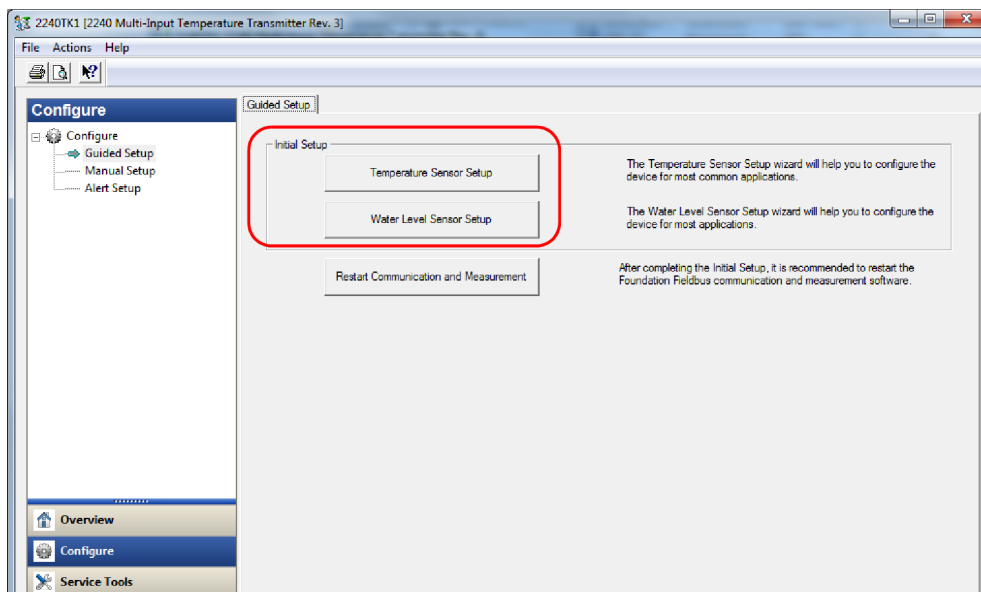 2240TK1 [2240 Multi-Input Temperature Transmitter Rev. 3]
File Actions Help
Configure
Configure
Guided Setup
Manual Setup
Alert Setup
Overview
Configure
Service Tools
Guided Setup
Initial Setup
Temperature Sensor Setup
The Temperature Sensor Setup wizard will help you to configure the
device for most common applications.
Water Level Sensor Setup
The Water Level Sensor Setup wizard will help you to configure the
device for most applications.
Restart Communication and Measurement
After completing the Initial Setup, it is recommended to restart the
Foundation Fieldbus communication and measurement software.